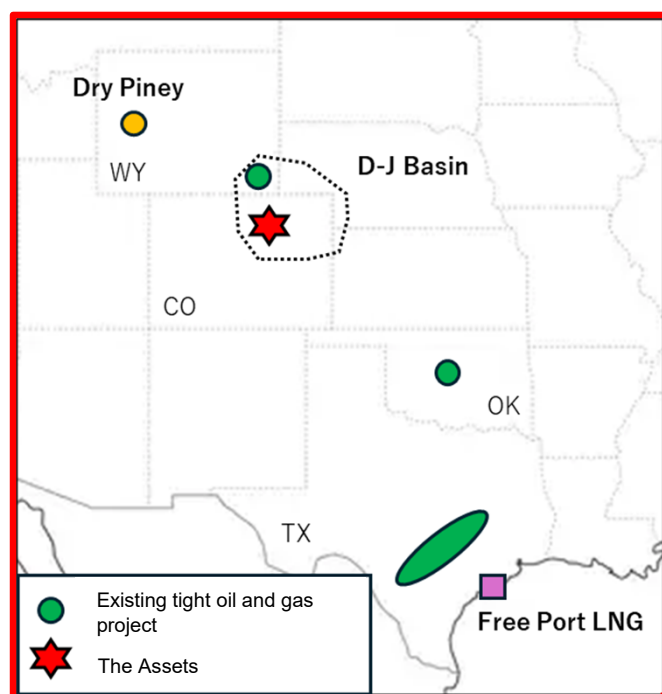 Dry Piney
WY
D-J Basin
CO
OK
TX
Free Port LNG
Existing tight oil and gas
project
The Assets